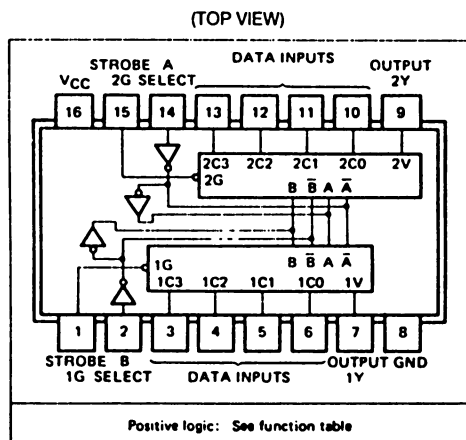 (TOP VIEW)
STROBE A DATA INPUTS OUTPUT
VCC 2G SELECT 2Y
16 15 14 13 12 11 10 9
2C3 2C2 2C1 2C0 2V
2G
B B̅ A A̅
B B̅ A A̅
1G
1C3 1C2 1C1 1C0 1V
1 2 3 4 5 6 7 8
STROBE B OUTPUT GND
1G SELECT DATA INPUTS 1Y
Positive logic: See function table